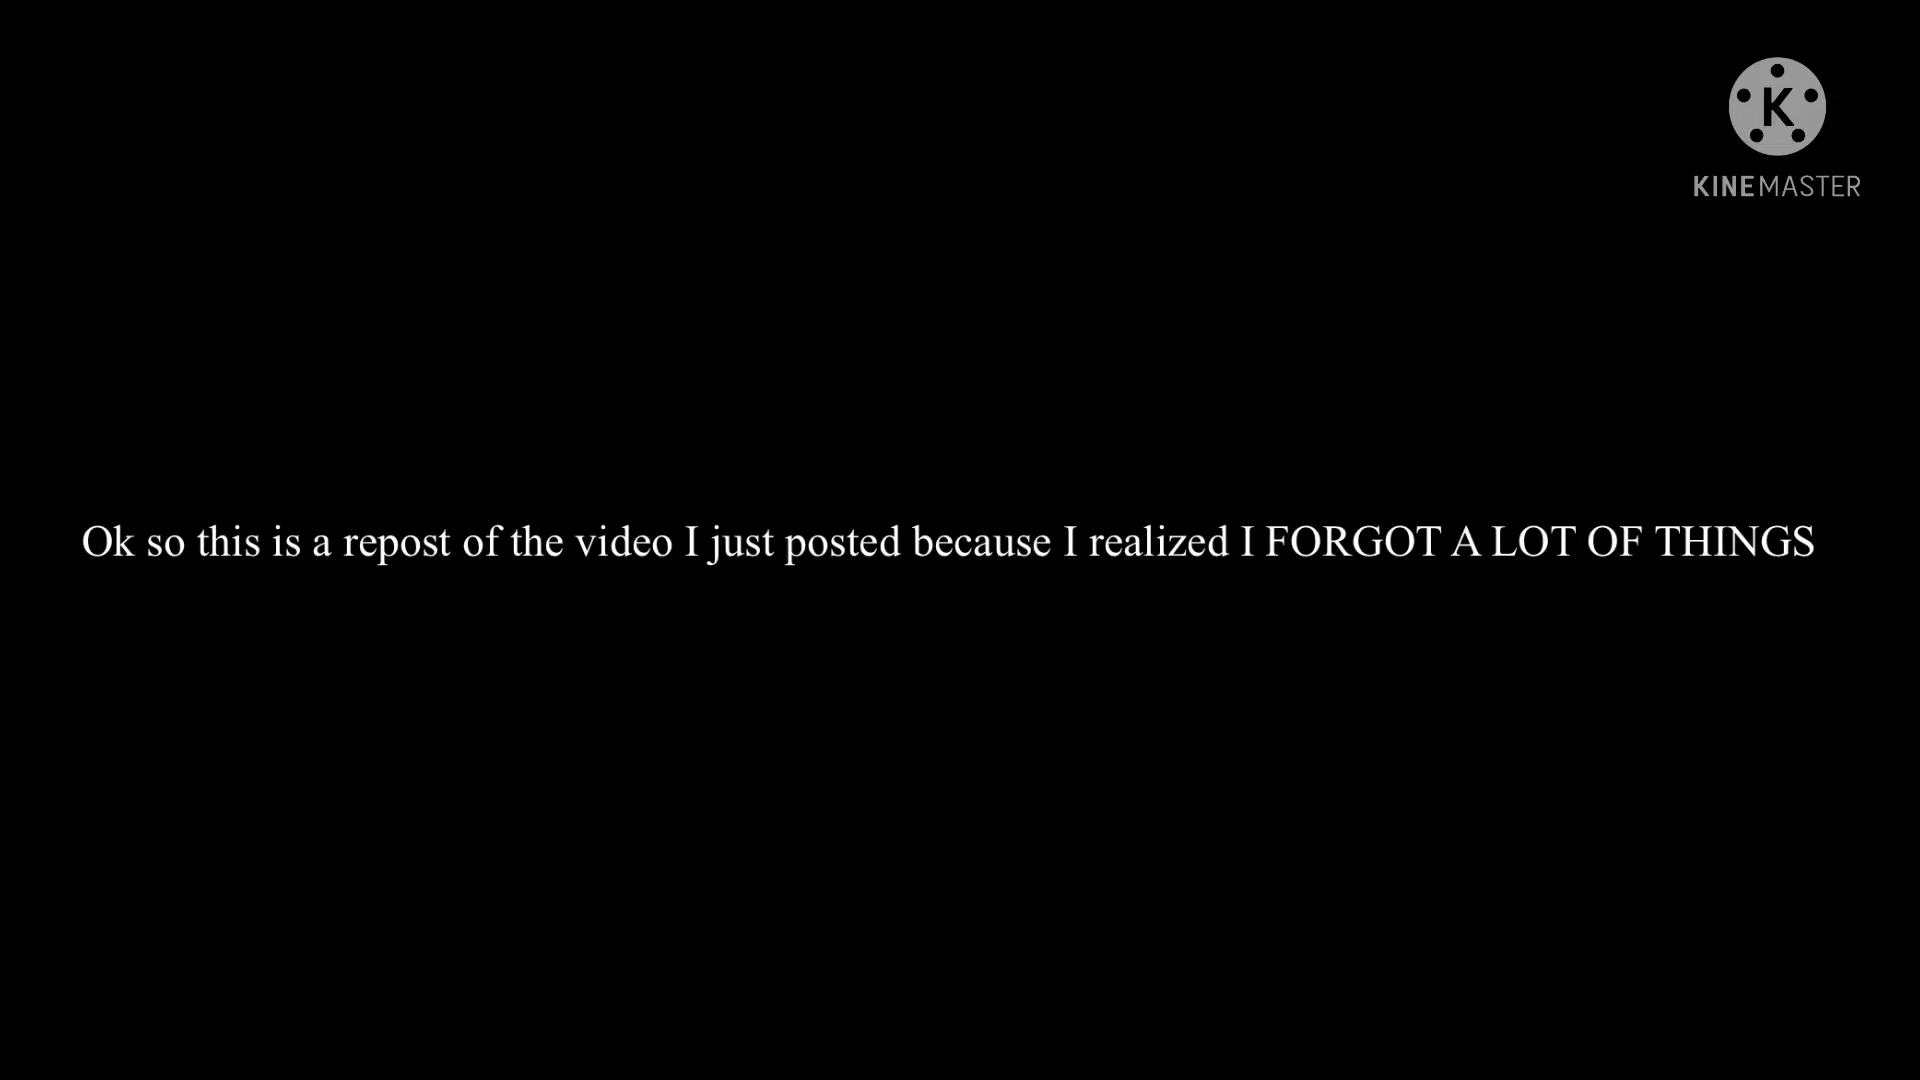 K
KINEMASTER
Ok so this is a repost of the video I just posted because I realized I FORGOT A LOT OF THINGS